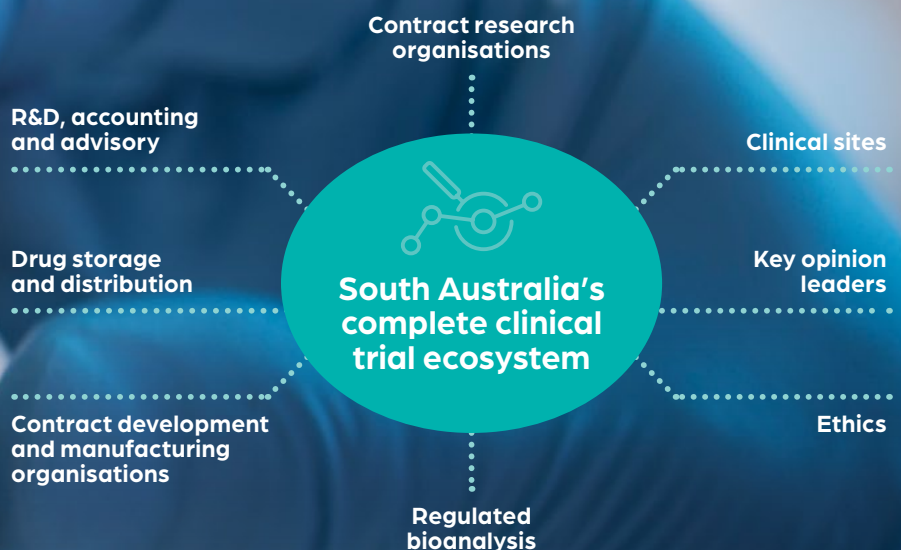 Contract research
organisations
R&D, accounting
and advisory
Clinical sites
Drug storage
and distribution
Key opinion
leaders
South Australia’s
complete clinical
trial ecosystem
Contract development
and manufacturing
organisations
Ethics
Regulated
bioanalysis